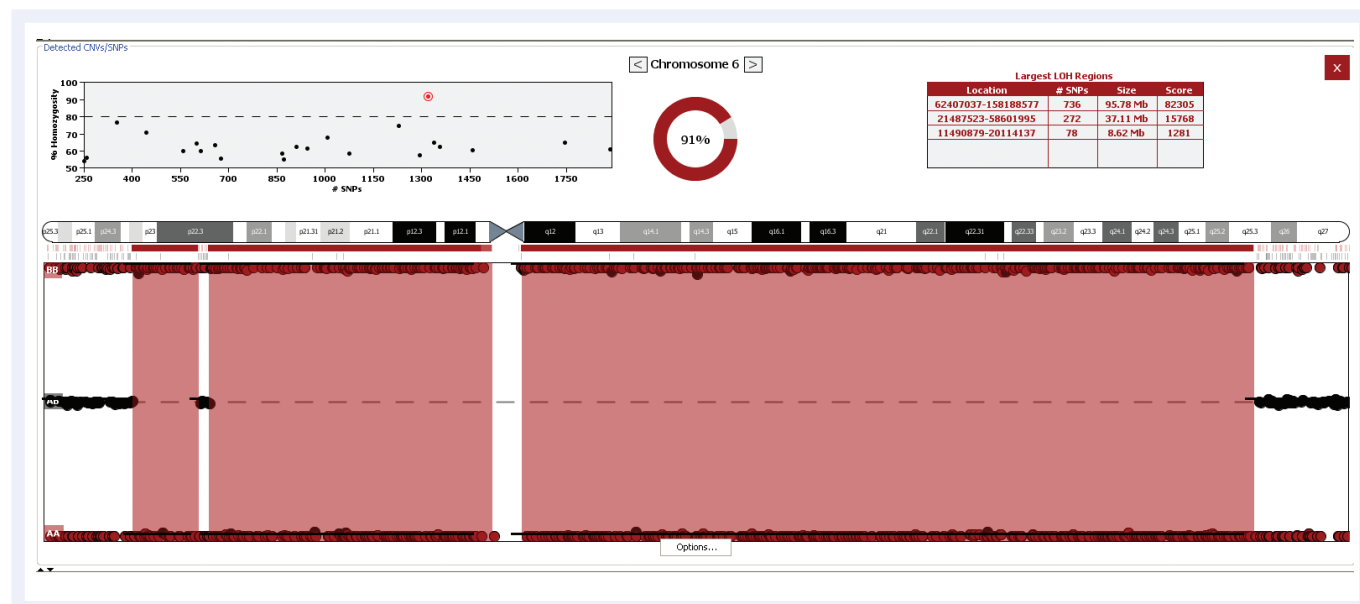 Detected CNVs/SNPs
< Chromosome 6 >
X
% Homozygosity
100
90
80
70
60
50
250 400 550 700 850 1000 1150 1300 1450 1600 1750
# SNPs
91%
Largest LOH Regions
Location # SNPs Size Score
62407037-158188577 736 95.78 Mb 82305
21487523-58601995 272 37.11 Mb 15768
11490879-20114137 78 8.62 Mb 1281
p25.3 p25.1 p24.3 p23 p22.3 p22.1 p21.31 p21.2 p21.1 p12.3 p12.1 q12 q13 q14.1 q14.3 q15 q16.1 q16.3 q21 q22.1 q22.31 q22.33 q23.2 q23.3 q24.1 q24.2 q24.3 q25.1 q25.2 q25.3 q26 q27
BB
AB
AA
Options...